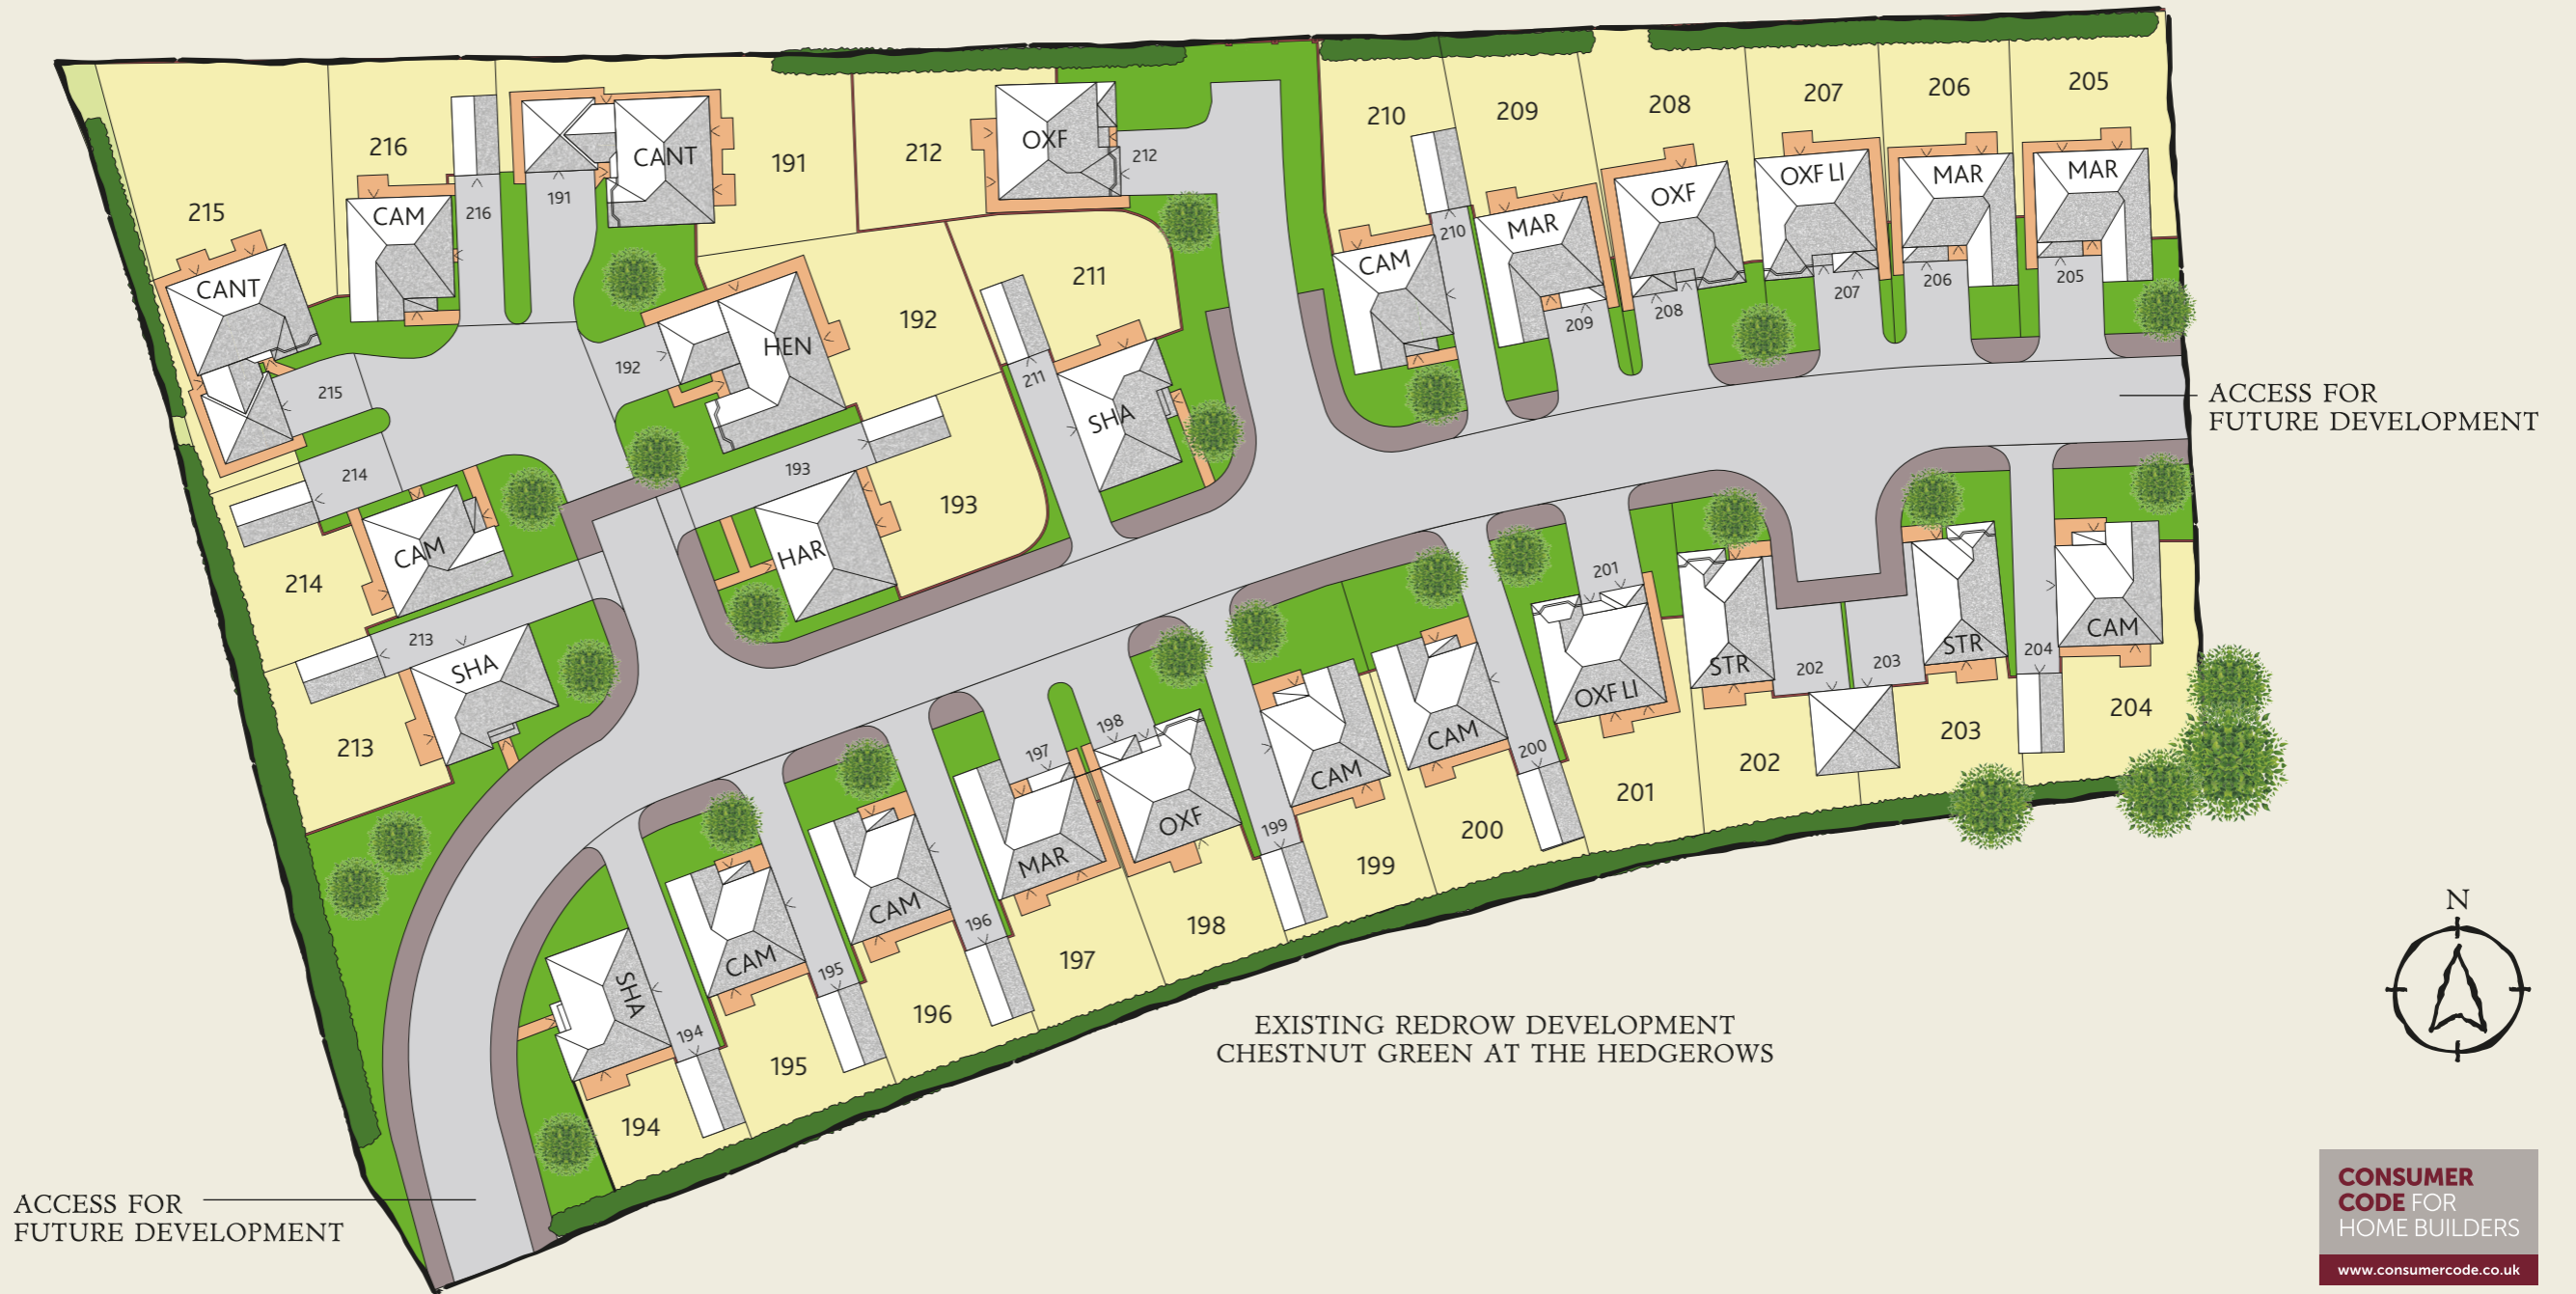 205
206
207
208
209
210
216
191
212
OXF
212
CANT
CAM
216
191
215
MAR
MAR
OXF LI
OXF
MAR
CAM
210
209
208
207
206
205
CANT
211
192
HEN
192
215
211
SHA
ACCESS FOR
FUTURE DEVELOPMENT
214
193
193
CAM
HAR
214
213
SHA
213
201
STR
STR
CAM
202
203
204
OXF LI
CAM
200
CAM
199
197
198
OXF
MAR
CAM
196
CAM
195
SHA
194
204
203
202
201
200
199
198
197
196
195
194
N
EXISTING REDROW DEVELOPMENT
CHESTNUT GREEN AT THE HEDGEROWS
ACCESS FOR
FUTURE DEVELOPMENT
CONSUMER
CODE FOR
HOME BUILDERS
www.consumercode.co.uk